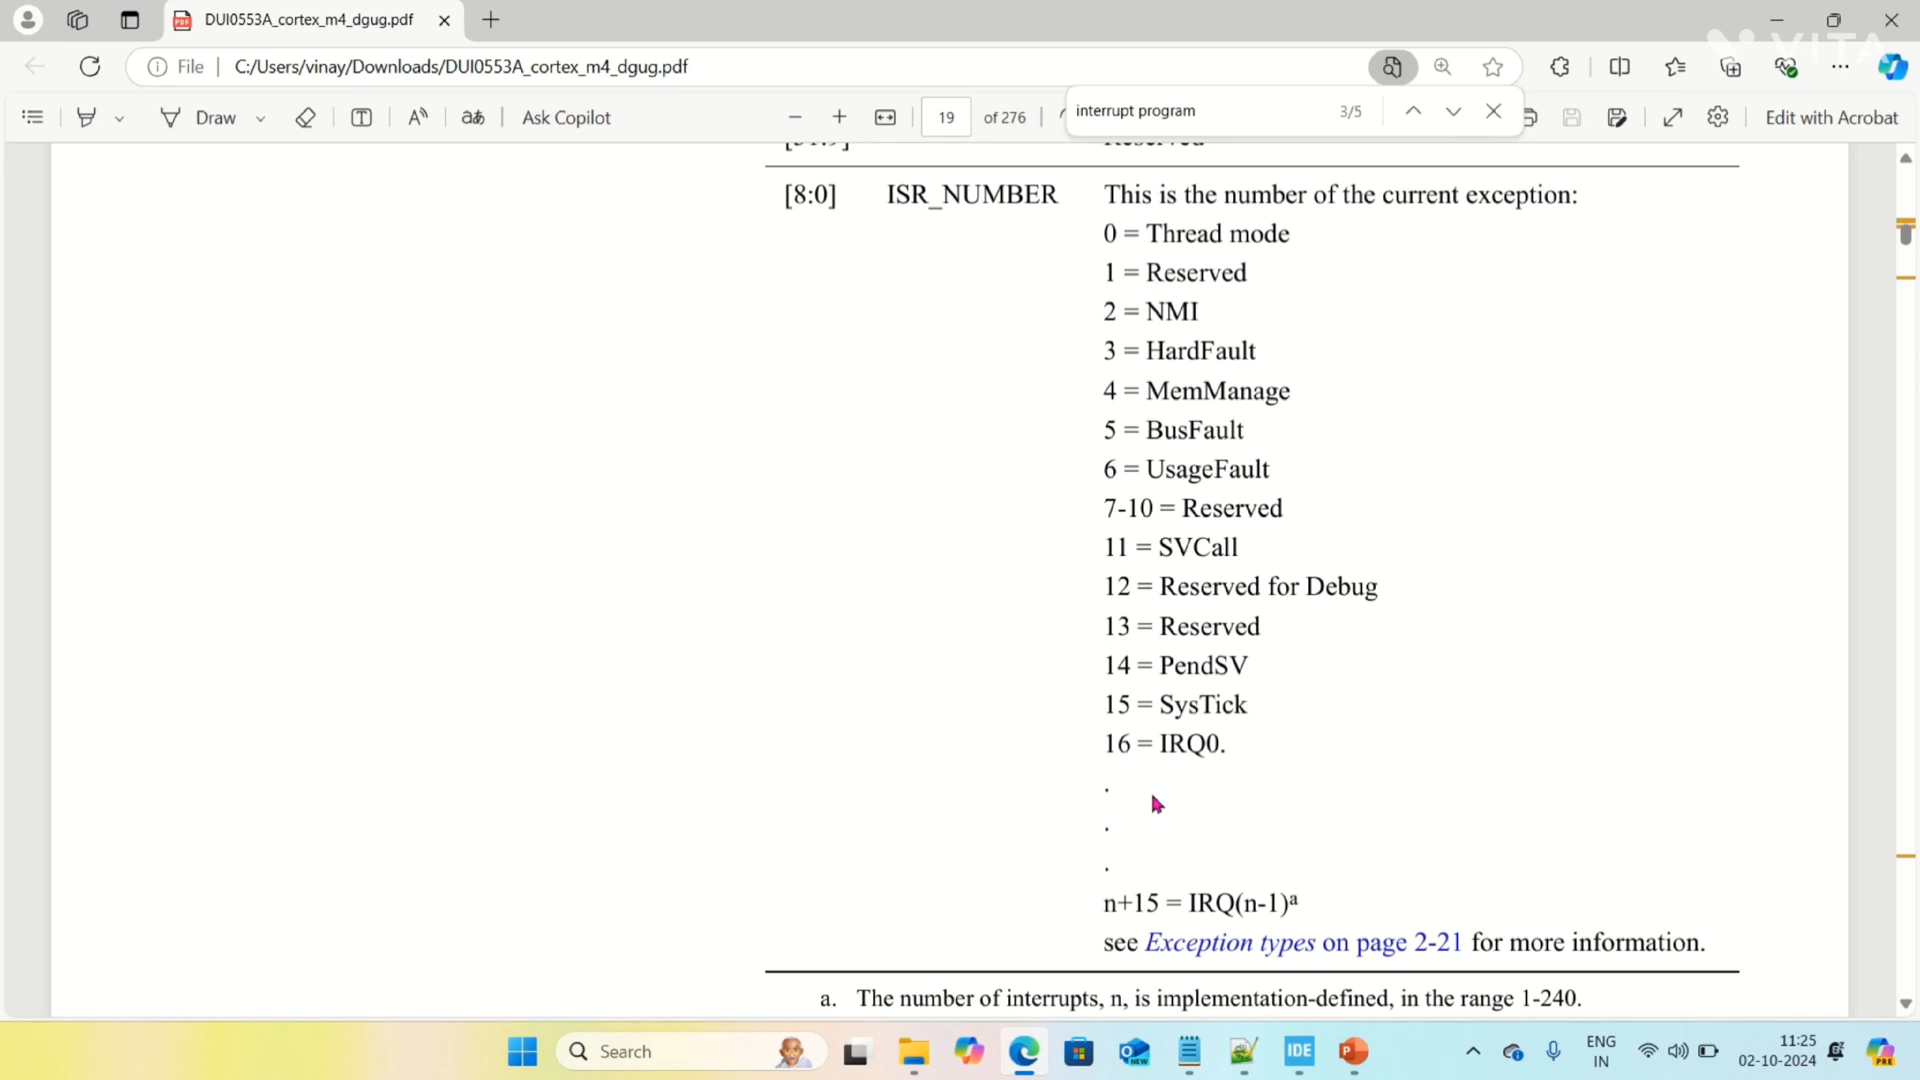 DUI0553A_cortex_m4_dgug.pdf
VITA
File
C:/Users/vinay/Downloads/DUI0553A_cortex_m4_dgug.pdf
Draw
Ask Copilot
19 of 276
interrupt program 3/5
Edit with Acrobat
[8:0] ISR_NUMBER This is the number of the current exception:
0 = Thread mode
1 = Reserved
2 = NMI
3 = HardFault
4 = MemManage
5 = BusFault
6 = UsageFault
7-10 = Reserved
11 = SVCall
12 = Reserved for Debug
13 = Reserved
14 = PendSV
15 = SysTick
16 = IRQ0.
.
.
.
n+15 = IRQ(n-1)ᵃ
see Exception types on page 2-21 for more information.
a. The number of interrupts, n, is implementation-defined, in the range 1-240.
Search
IDE
ENG
IN
11:25
02-10-2024